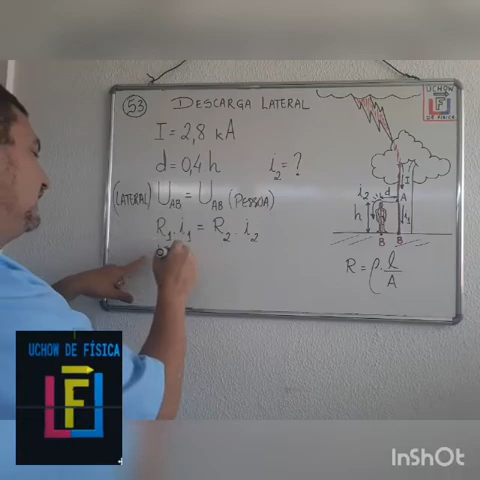 53 DESCARGA LATERAL
UCHOW
F
DE FÍSICA
I = 2,8 KA
d = 0,4 h
i2 = ?
(LATERAL) UAB = UAB (PESSOA)
R1 . i1 = R2 . i2
I
i2
d
A
A
h
i1
B
B
R = ρ . l/A
UCHOW DE FÍSICA
F
InShOt